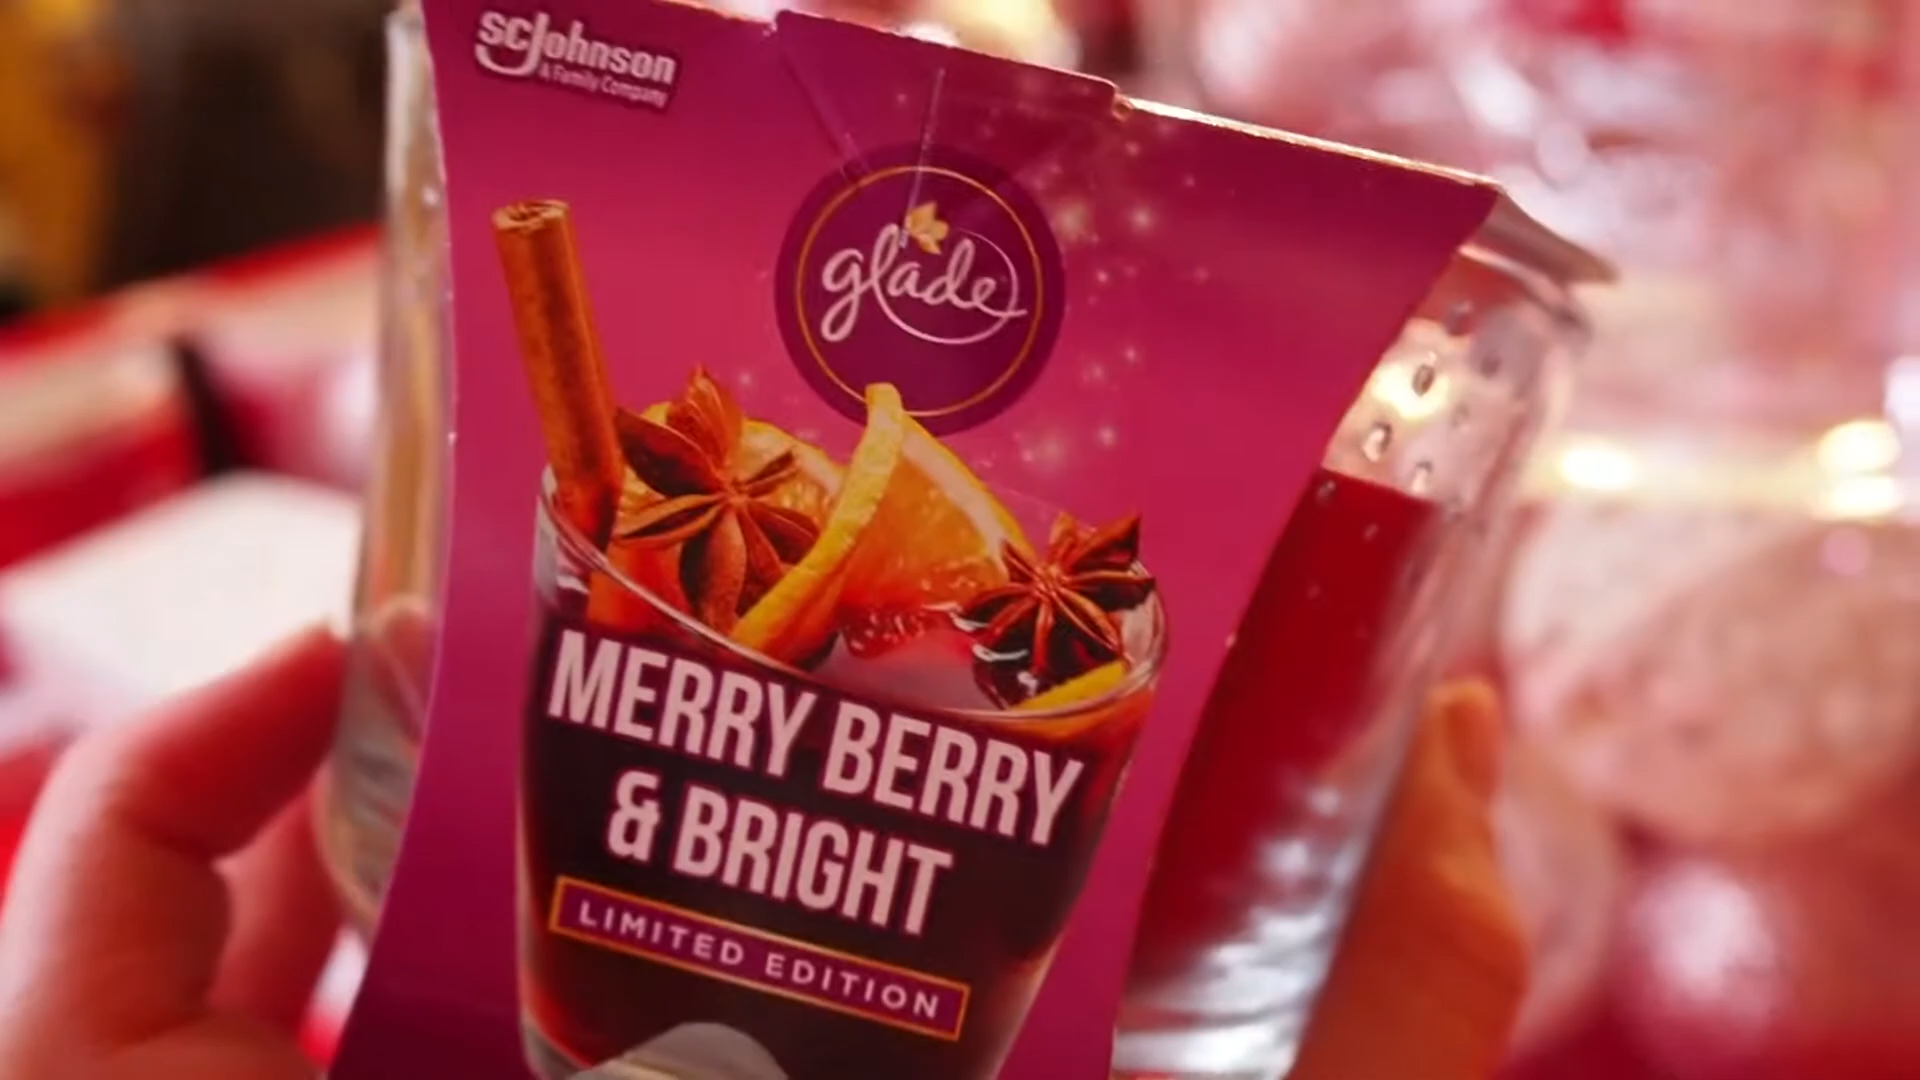 scjohnson
A Family Company
glade
MERRY BERRY
& BRIGHT
LIMITED EDITION